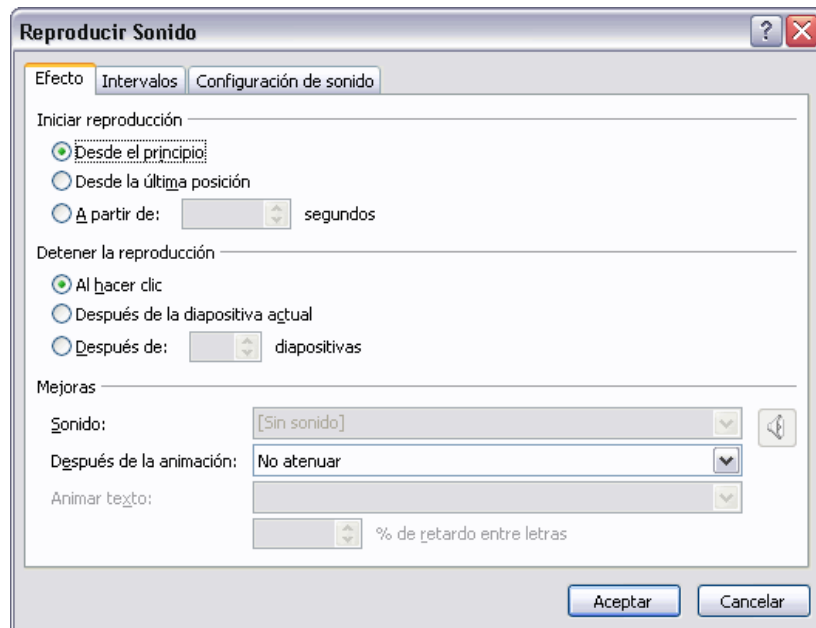 Reproducir Sonido
Efecto Intervalos Configuración de sonido
Iniciar reproducción
Desde el principio
Desde la última posición
A partir de: segundos
Detener la reproducción
Al hacer clic
Después de la diapositiva actual
Después de: diapositivas
Mejoras
Sonido: [Sin sonido]
Después de la animación: No atenuar
Animar texto:
% de retardo entre letras
Aceptar Cancelar